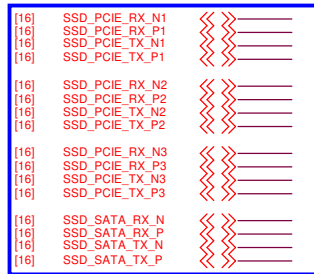 [16] SSD_PCIE_RX_N1
[16] SSD_PCIE_RX_P1
[16] SSD_PCIE_TX_N1
[16] SSD_PCIE_TX_P1
[16] SSD_PCIE_RX_N2
[16] SSD_PCIE_RX_P2
[16] SSD_PCIE_TX_N2
[16] SSD_PCIE_TX_P2
[16] SSD_PCIE_RX_N3
[16] SSD_PCIE_RX_P3
[16] SSD_PCIE_TX_N3
[16] SSD_PCIE_TX_P3
[16] SSD_SATA_RX_N
[16] SSD_SATA_RX_P
[16] SSD_SATA_TX_N
[16] SSD_SATA_TX_P